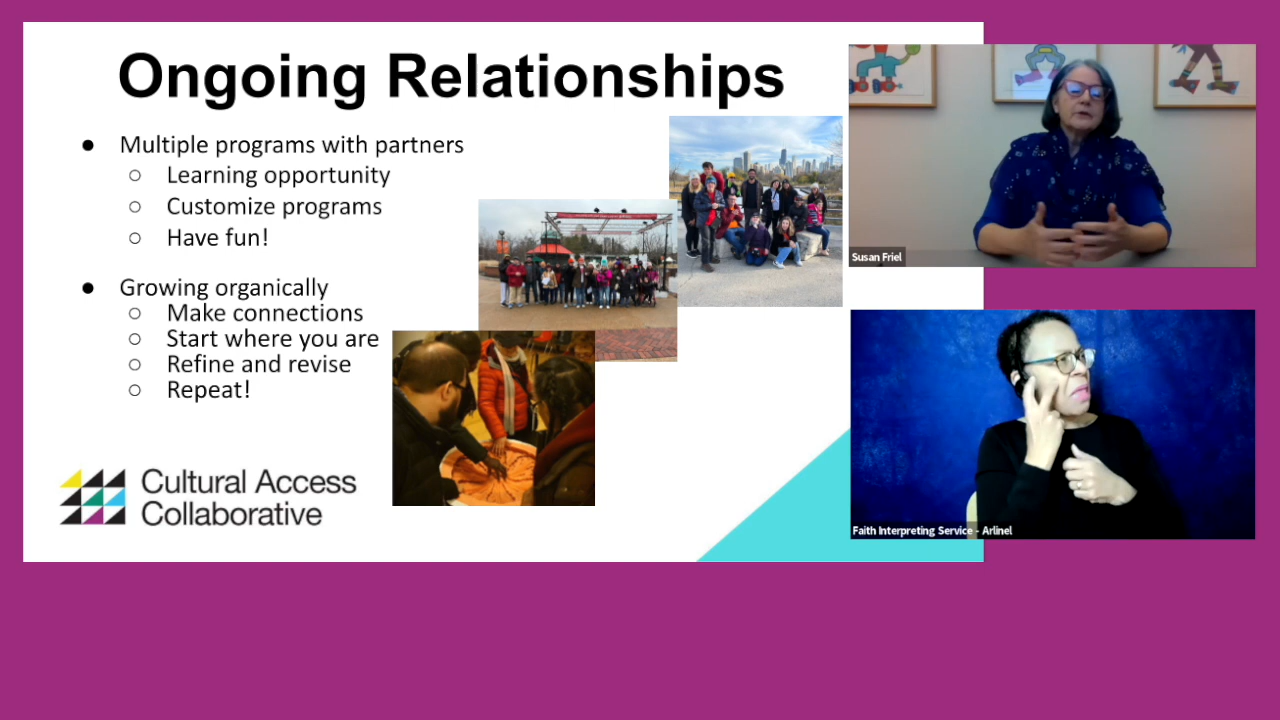 Ongoing Relationships
● Multiple programs with partners
○ Learning opportunity
○ Customize programs
○ Have fun!
● Growing organically
○ Make connections
○ Start where you are
○ Refine and revise
○ Repeat!
Cultural Access
Collaborative
Susan Friel
Faith Interpreting Service - Arlinel